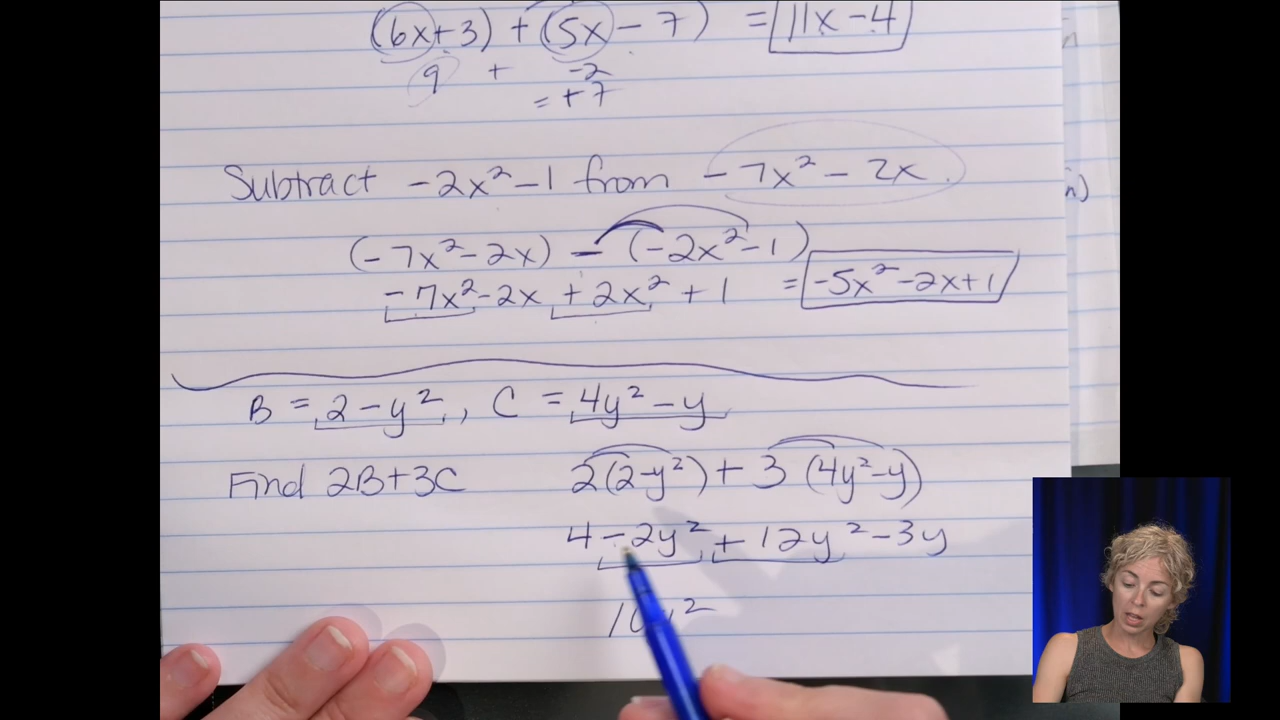 (6x+3) + (5x - 7) = 11x - 4
9 + -2
= +7
Subtract -2x² - 1 from -7x² - 2x.
(-7x² - 2x) - (-2x² - 1)
-7x² - 2x + 2x² + 1 = -5x² - 2x + 1
B = 2 - y², C = 4y² - y
Find 2B+3C 2(2-y²) + 3(4y²-y)
4 - 2y² + 12y² - 3y